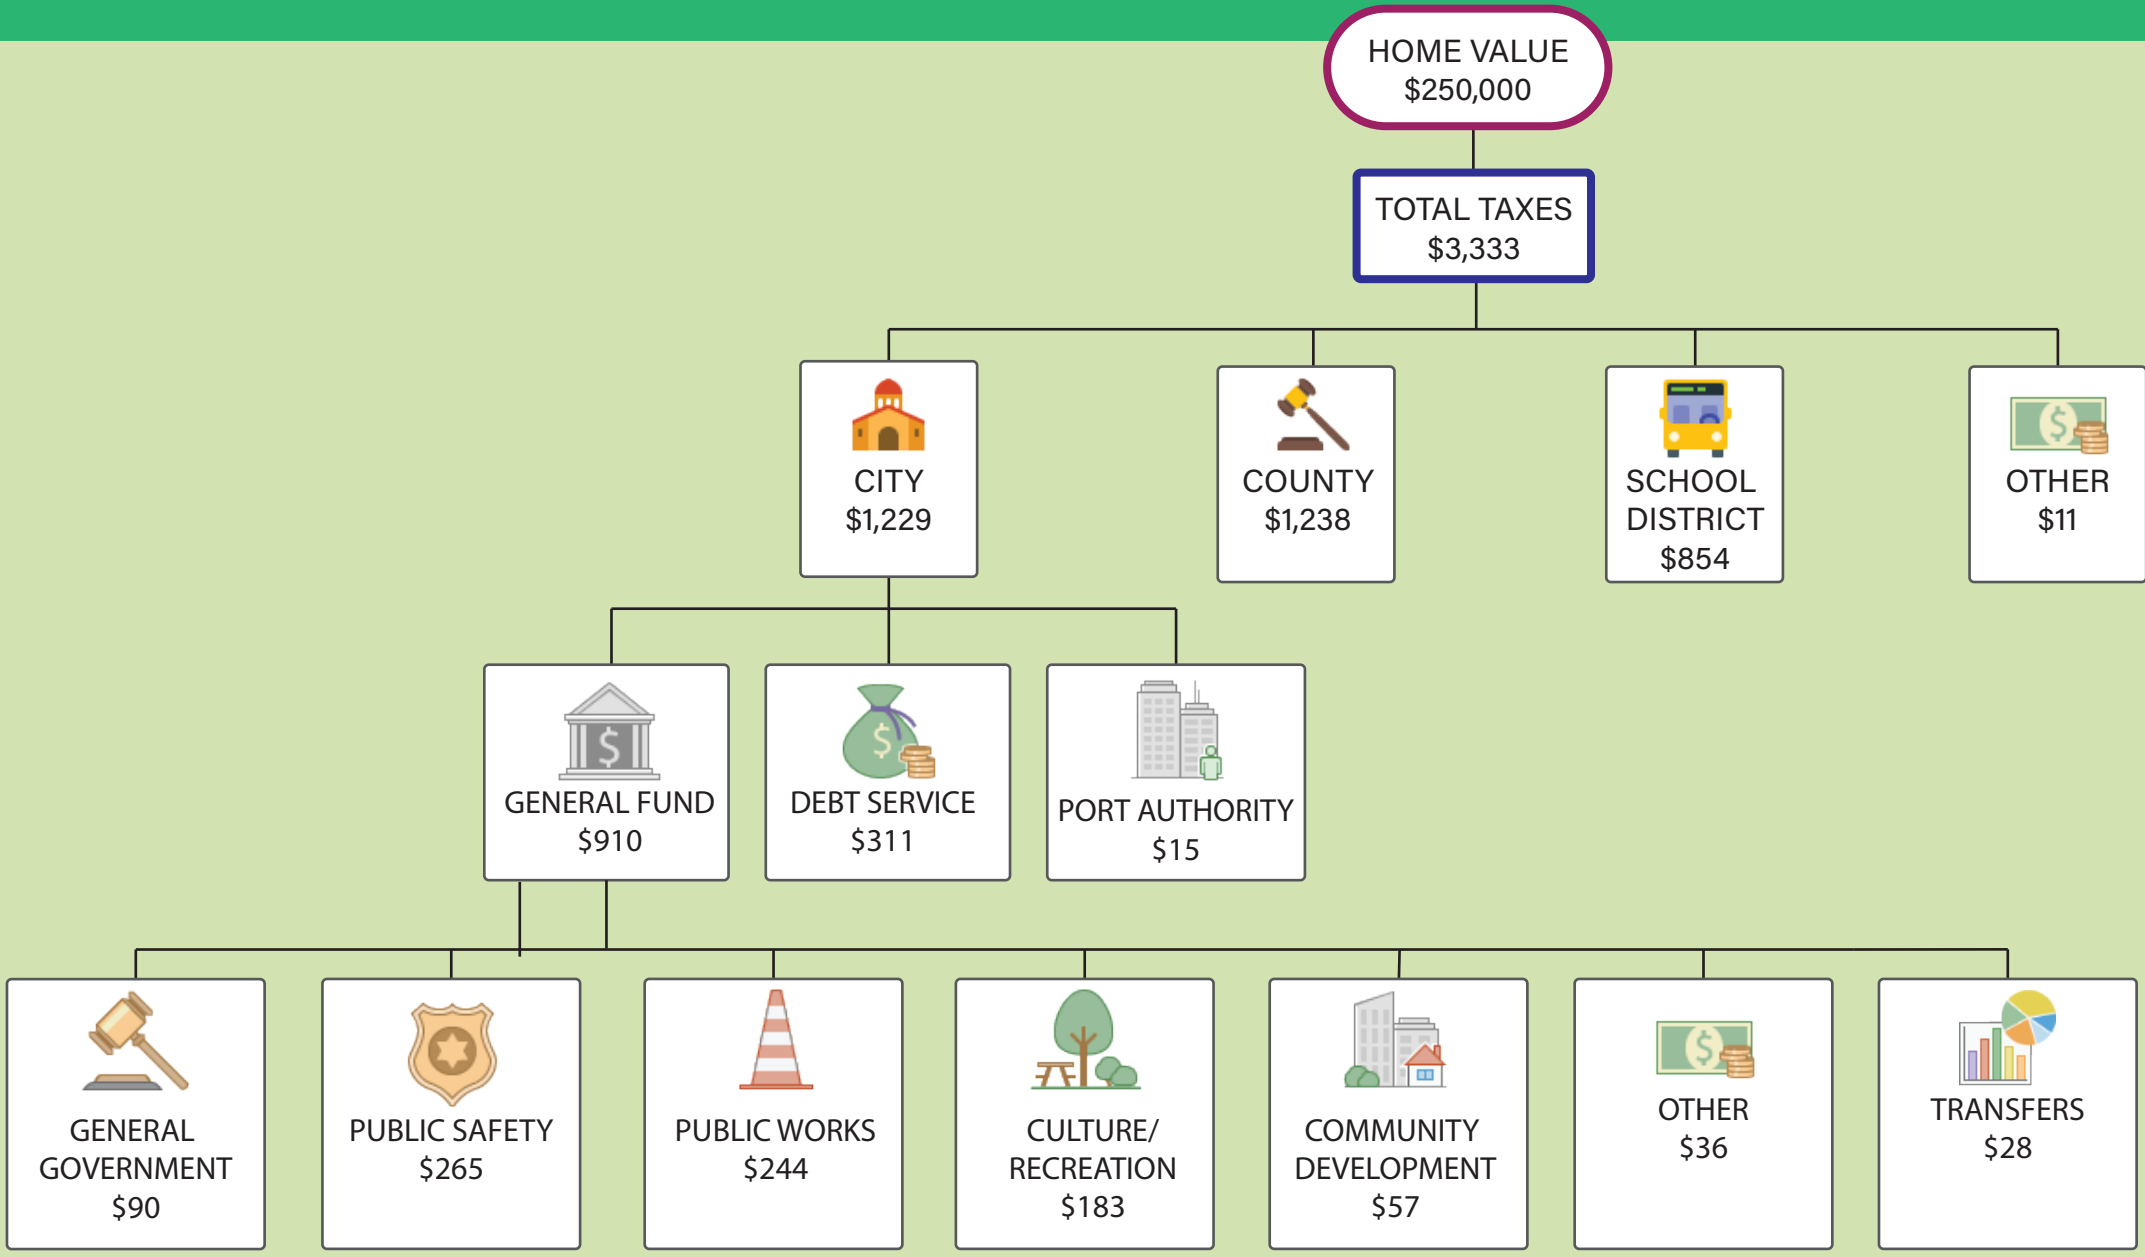 HOME VALUE
$250,000
TOTAL TAXES
$3,333
CITY
$1,229
COUNTY
$1,238
SCHOOL
DISTRICT
$854
OTHER
$11
GENERAL FUND
$910
DEBT SERVICE
$311
PORT AUTHORITY
$15
GENERAL
GOVERNMENT
$90
PUBLIC SAFETY
$265
PUBLIC WORKS
$244
CULTURE/
RECREATION
$183
COMMUNITY
DEVELOPMENT
$57
OTHER
$36
TRANSFERS
$28